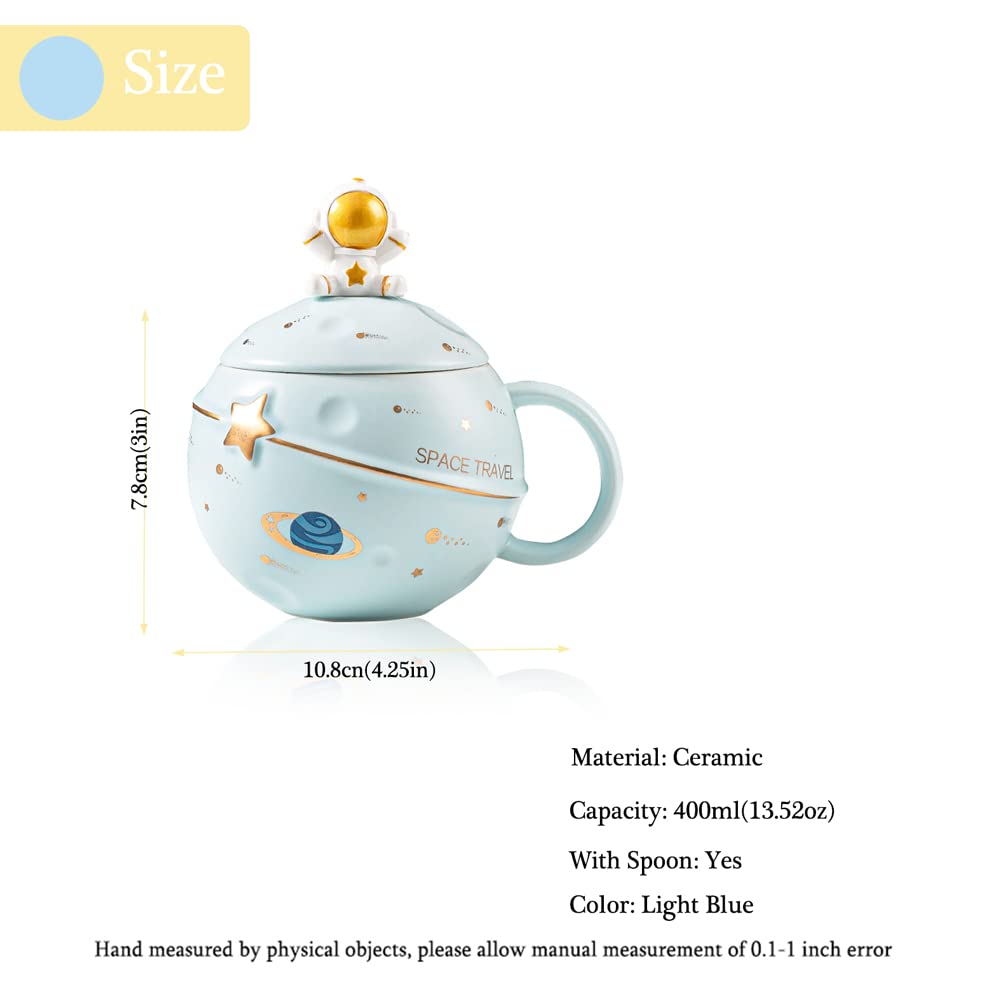 Size
SPACE TRAVEL
7.8cm(3in)
10.8cn(4.25in)
Material: Ceramic
Capacity: 400ml(13.52oz)
With Spoon: Yes
Color: Light Blue
Hand measured by physical objects, please allow manual measurement of 0.1-1 inch error